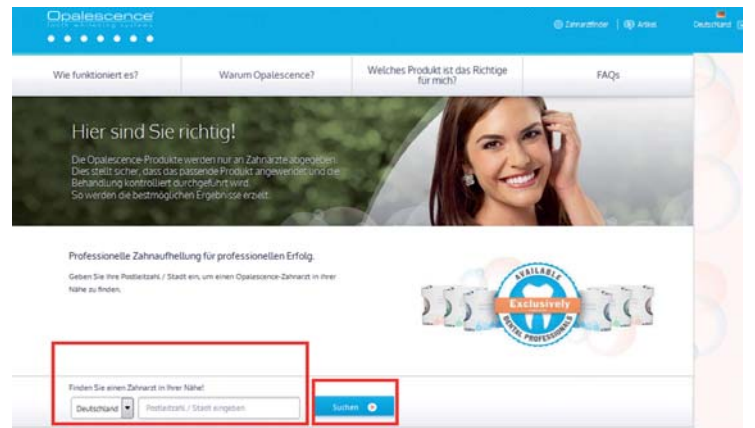 Opalescence
tooth whitening systems
Zahnarztfinder | Artikel
Deutschland
Wie funktioniert es?
Warum Opalescence?
Welches Produkt ist das Richtige
für mich?
FAQs
Hier sind Sie richtig!
Die Opalescence-Produkte werden nur an Zahnärzte abgegeben.
Dies stellt sicher, dass das passende Produkt angewendet und die
Behandlung kontrolliert durchgeführt wird.
So werden die bestmöglichen Ergebnisse erzielt.
Professionelle Zahnaufhellung für professionellen Erfolg.
Geben Sie Ihre Postleitzahl / Stadt ein, um einen Opalescence-Zahnarzt in Ihrer
Nähe zu finden.
AVAILABLE
Exclusively
DENTAL PROFESSIONALS
Finden Sie einen Zahnarzt in Ihrer Nähe!
Deutschland
Postleitzahl / Stadt eingeben
Suchen